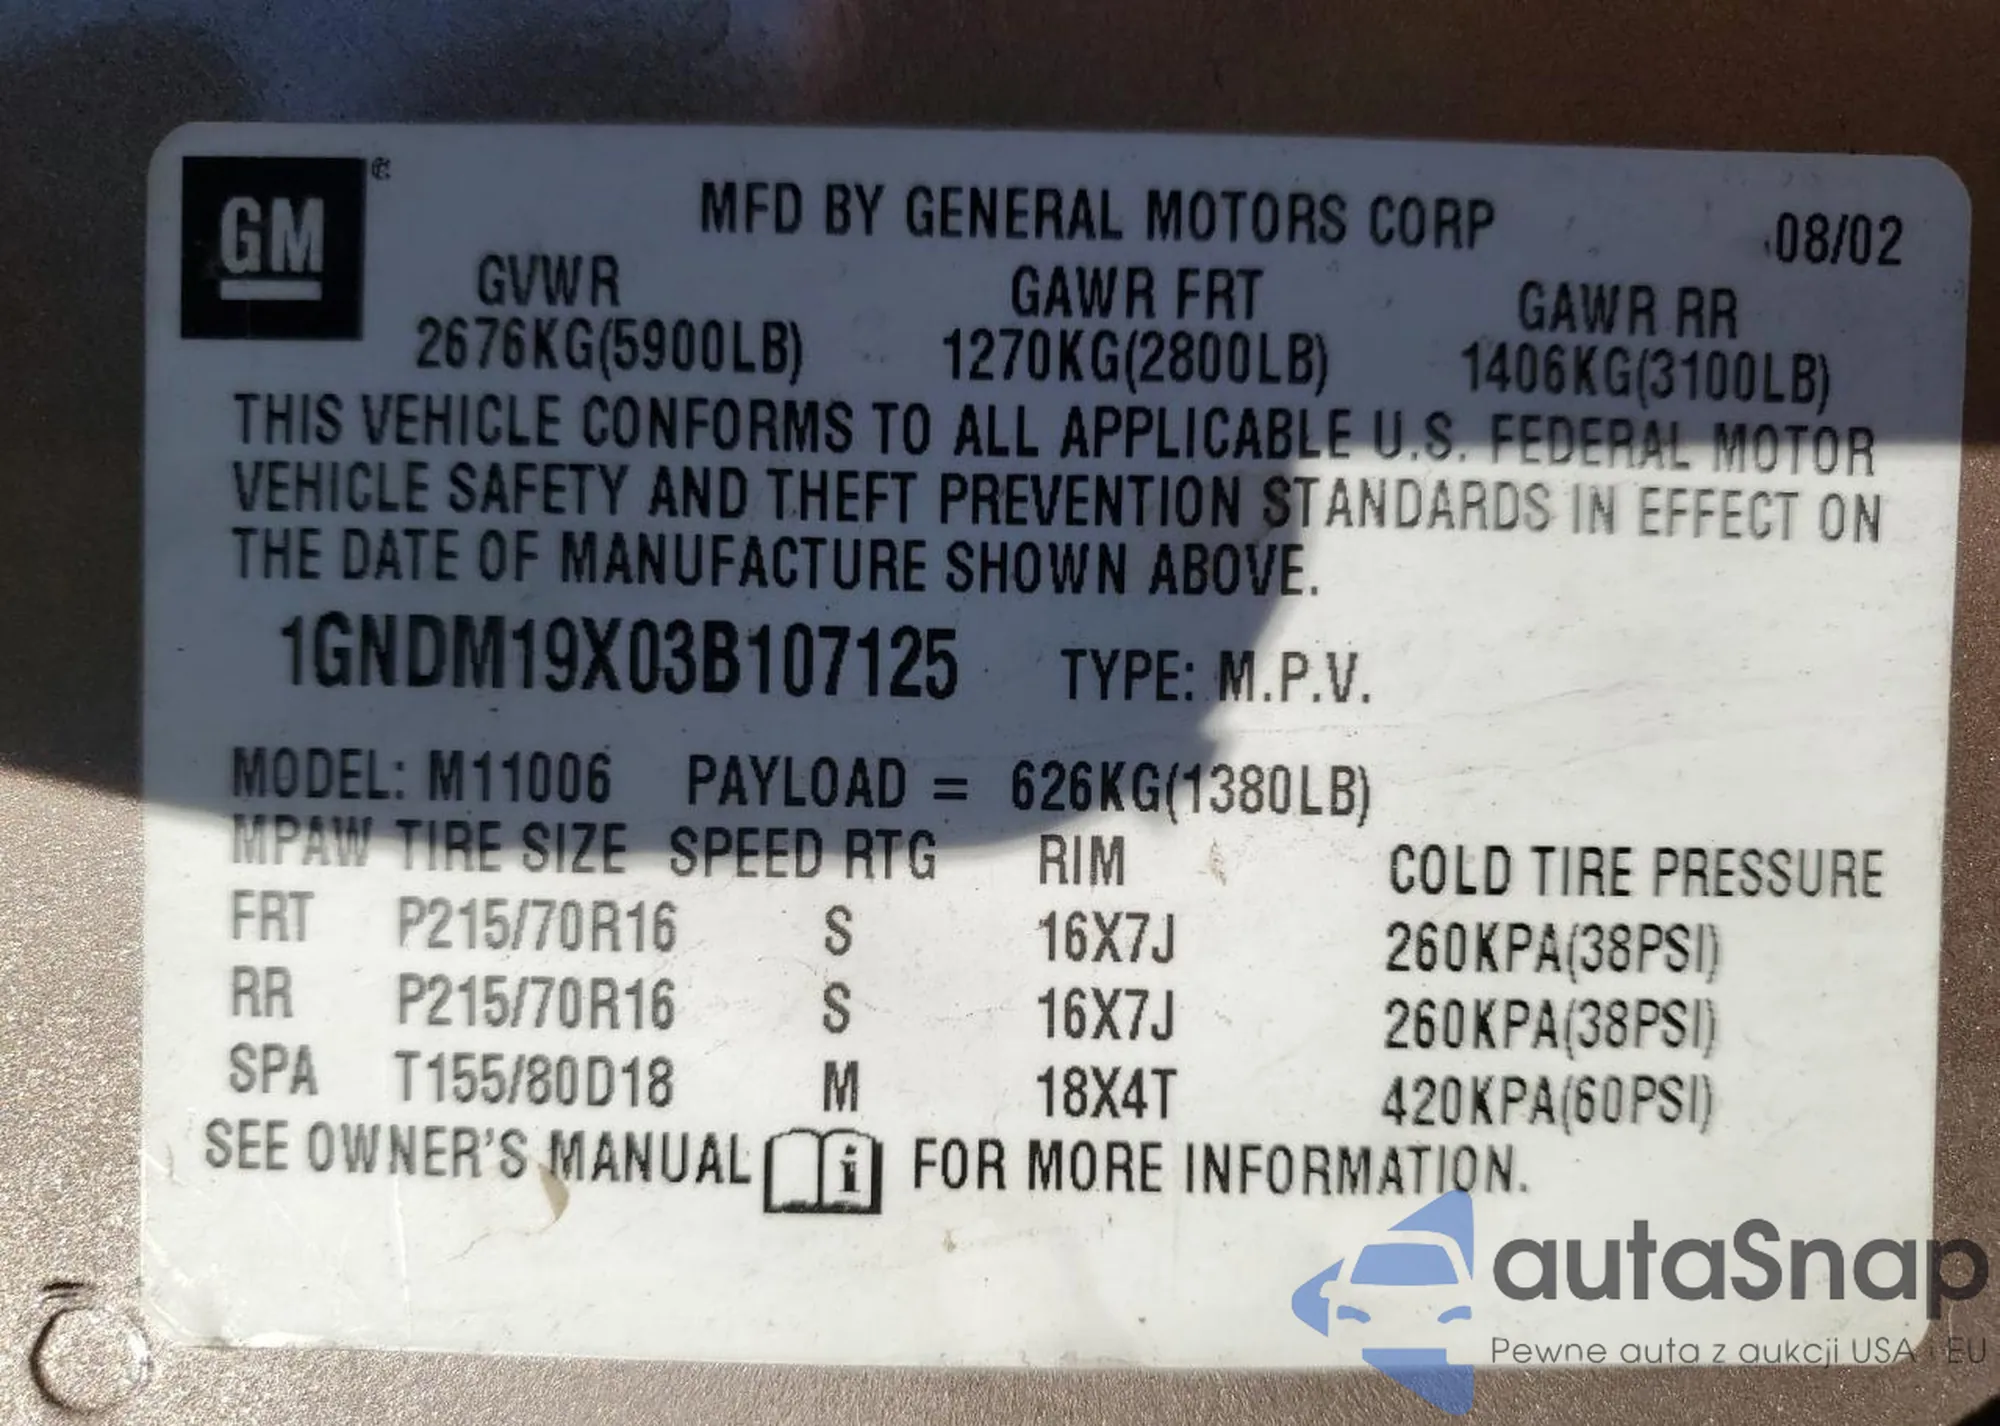 GM
MFD BY GENERAL MOTORS CORP 08/02
GVWR GAWR FRT GAWR RR
2676KG(5900LB) 1270KG(2800LB) 1406KG(3100LB)
THIS VEHICLE CONFORMS TO ALL APPLICABLE U.S. FEDERAL MOTOR
VEHICLE SAFETY AND THEFT PREVENTION STANDARDS IN EFFECT ON
THE DATE OF MANUFACTURE SHOWN ABOVE.
1GNDM19X03B107125 TYPE: M.P.V.
MODEL: M11006 PAYLOAD = 626KG(1380LB)
MPAW TIRE SIZE SPEED RTG RIM COLD TIRE PRESSURE
FRT P215/70R16 S 16X7J 260KPA(38PSI)
RR P215/70R16 S 16X7J 260KPA(38PSI)
SPA T155/80D18 M 18X4T 420KPA(60PSI)
SEE OWNER'S MANUAL i FOR MORE INFORMATION.
autaSnap
Pewne auta z aukcji USA i EU